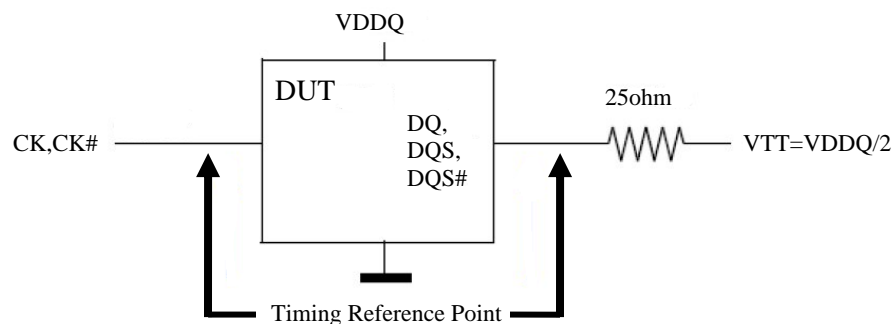 VDDQ
DUT
25ohm
CK,CK#
DQ,
DQS,
DQS#
VTT=VDDQ/2
Timing Reference Point